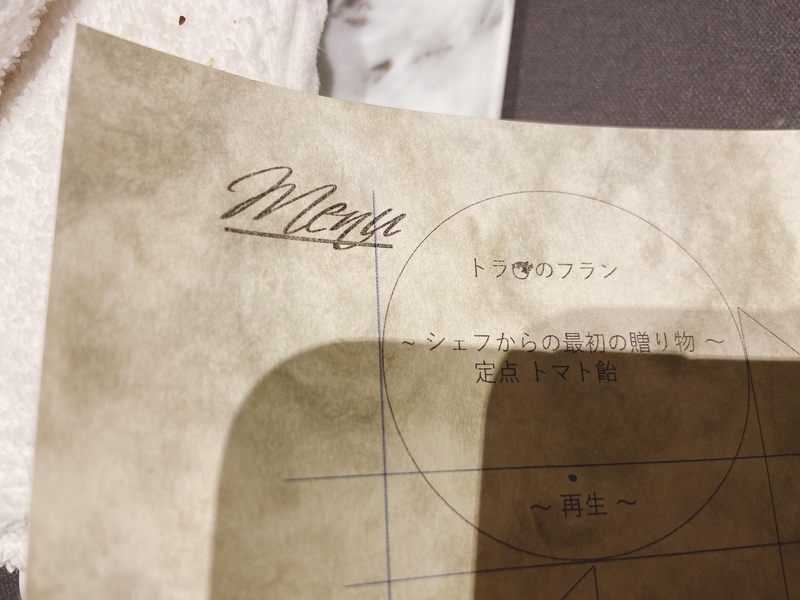 Menu
トラ のフラン
～ シェフからの最初の贈り物 ～
定点 トマト飴
～ 再生 ～